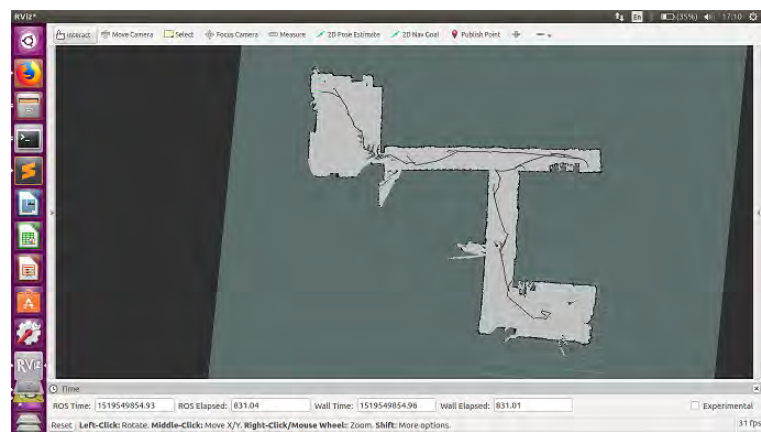 RViz*
En (35%) 17:10
Interact Move Camera Select Focus Camera Measure 2D Pose Estimate 2D Nav Goal Publish Point
RViz
Time
ROS Time: 1519549854.93 ROS Elapsed: 831.04 Wall Time: 1519549854.96 Wall Elapsed: 831.01 Experimental
Reset Left-Click: Rotate. Middle-Click: Move X/Y. Right-Click/Mouse Wheel:: Zoom. Shift: More options. 31 fps